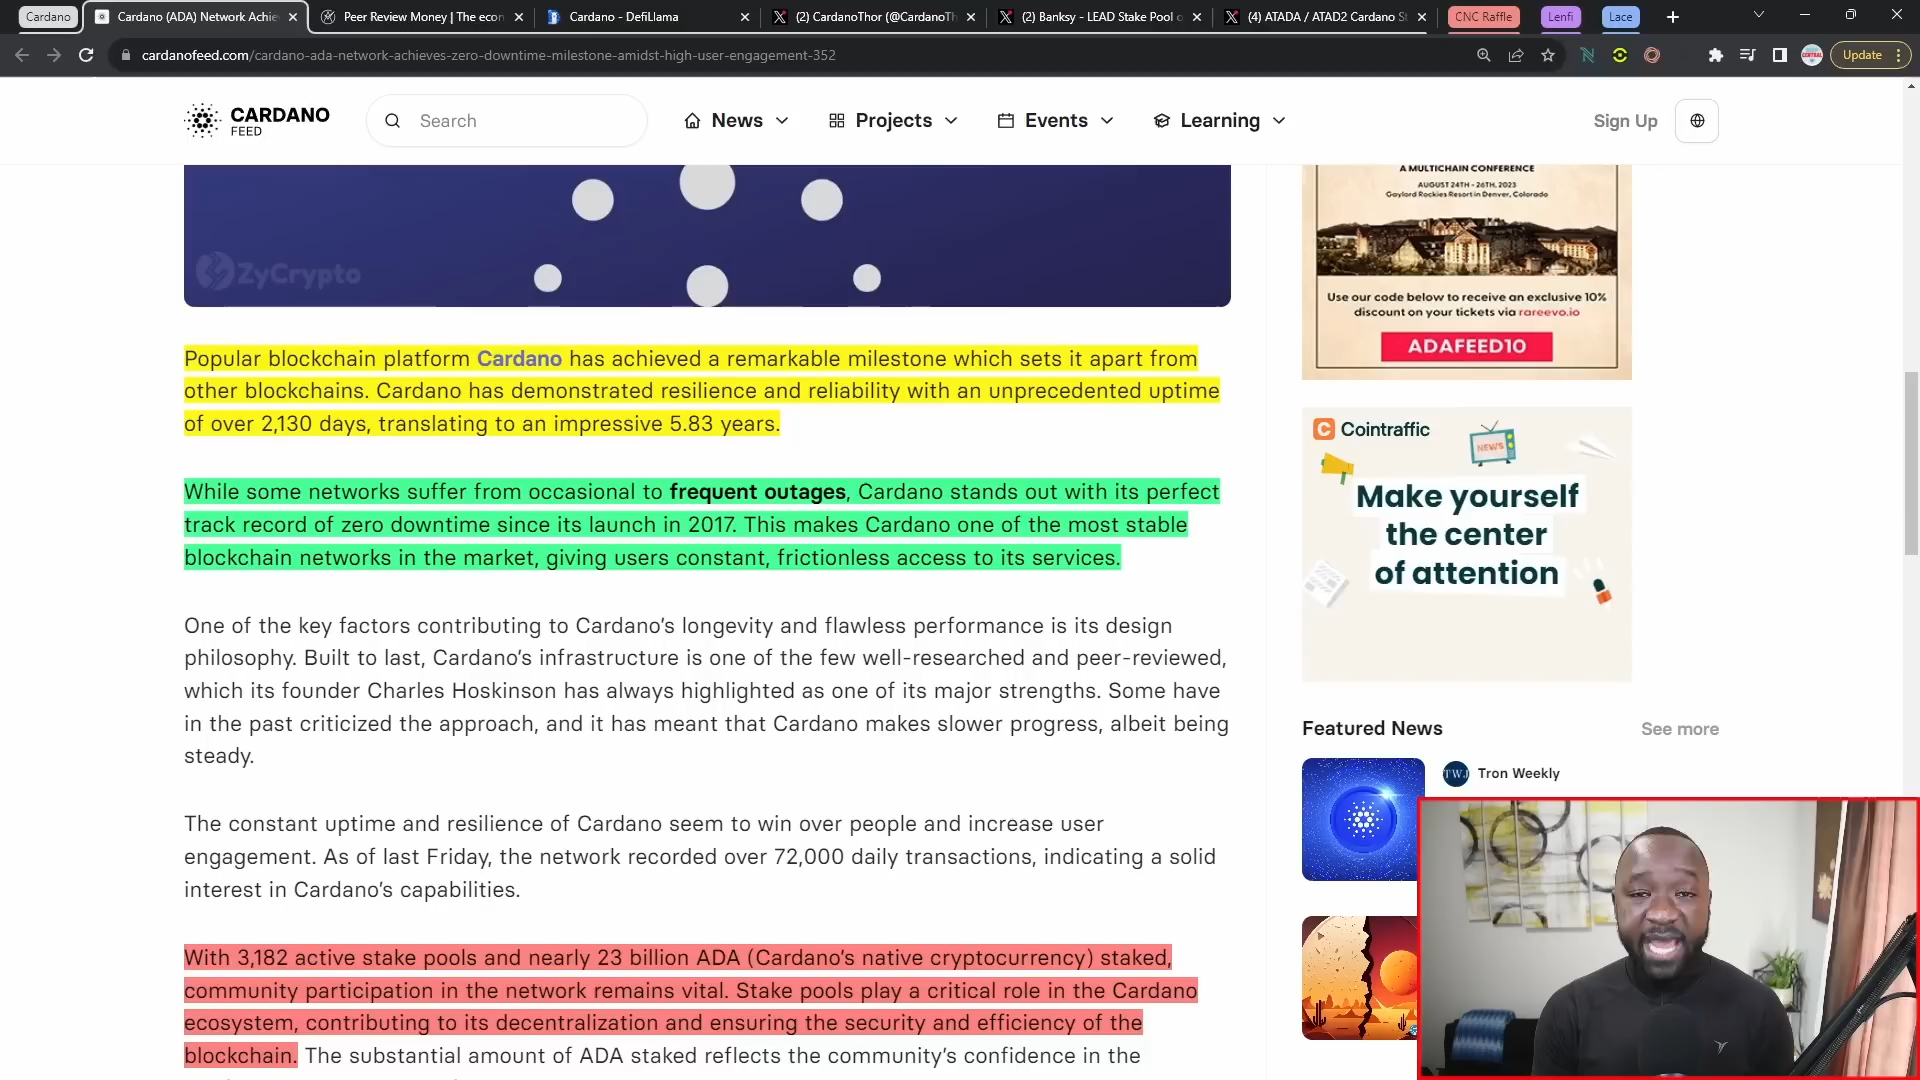 Cardano
Cardano (ADA) Network Achie
Peer Review Money | The econ
Cardano - DefiLlama
(2) CardanoThor (@CardanoTh
(2) Banksy - LEAD Stake Pool o
(4) ATADA / ATAD2 Cardano S
CNC Raffle
Lenfi
Lace
cardanofeed.com/cardano-ada-network-achieves-zero-downtime-milestone-amidst-high-user-engagement-352
Update
CARDANO
FEED
Search
News
Projects
Events
Learning
Sign Up
ZyCrypto
Popular blockchain platform Cardano has achieved a remarkable milestone which sets it apart from
other blockchains. Cardano has demonstrated resilience and reliability with an unprecedented uptime
of over 2,130 days, translating to an impressive 5.83 years.
While some networks suffer from occasional to frequent outages, Cardano stands out with its perfect
track record of zero downtime since its launch in 2017. This makes Cardano one of the most stable
blockchain networks in the market, giving users constant, frictionless access to its services.
One of the key factors contributing to Cardano's longevity and flawless performance is its design
philosophy. Built to last, Cardano's infrastructure is one of the few well-researched and peer-reviewed,
which its founder Charles Hoskinson has always highlighted as one of its major strengths. Some have
in the past criticized the approach, and it has meant that Cardano makes slower progress, albeit being
steady.
The constant uptime and resilience of Cardano seem to win over people and increase user
engagement. As of last Friday, the network recorded over 72,000 daily transactions, indicating a solid
interest in Cardano's capabilities.
With 3,182 active stake pools and nearly 23 billion ADA (Cardano's native cryptocurrency) staked,
community participation in the network remains vital. Stake pools play a critical role in the Cardano
ecosystem, contributing to its decentralization and ensuring the security and efficiency of the
blockchain. The substantial amount of ADA staked reflects the community's confidence in the
A MULTICHAIN CONFERENCE
AUGUST 24TH - 26TH, 2023
Gaylord Rockies Resort in Denver, Colorado
Use our code below to receive an exclusive 10%
discount on your tickets via rareevo.io
ADAFEED10
Cointraffic
NEWS
Make yourself
the center
of attention
Featured News
See more
TWJ
Tron Weekly